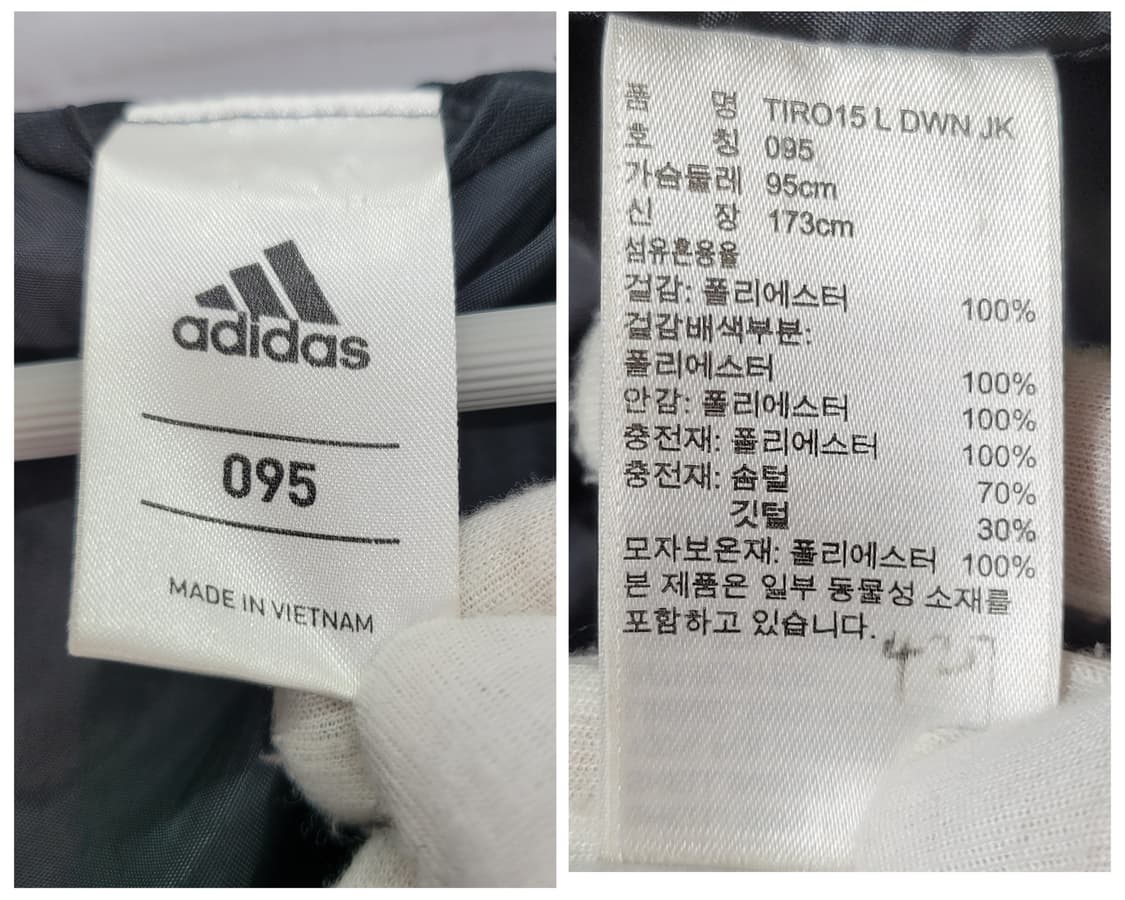 adidas
095
MADE IN VIETNAM
품 명 TIRO15 L DWN JK
호 칭 095
가슴둘레 95cm
신 장 173cm
섬유혼용율
겉감: 폴리에스터 100%
겉감배색부분:
폴리에스터 100%
안감: 폴리에스터 100%
충전재: 폴리에스터 100%
충전재: 솜털 70%
깃털 30%
모자보온재: 폴리에스터 100%
본 제품은 일부 동물성 소재를
포함하고 있습니다.